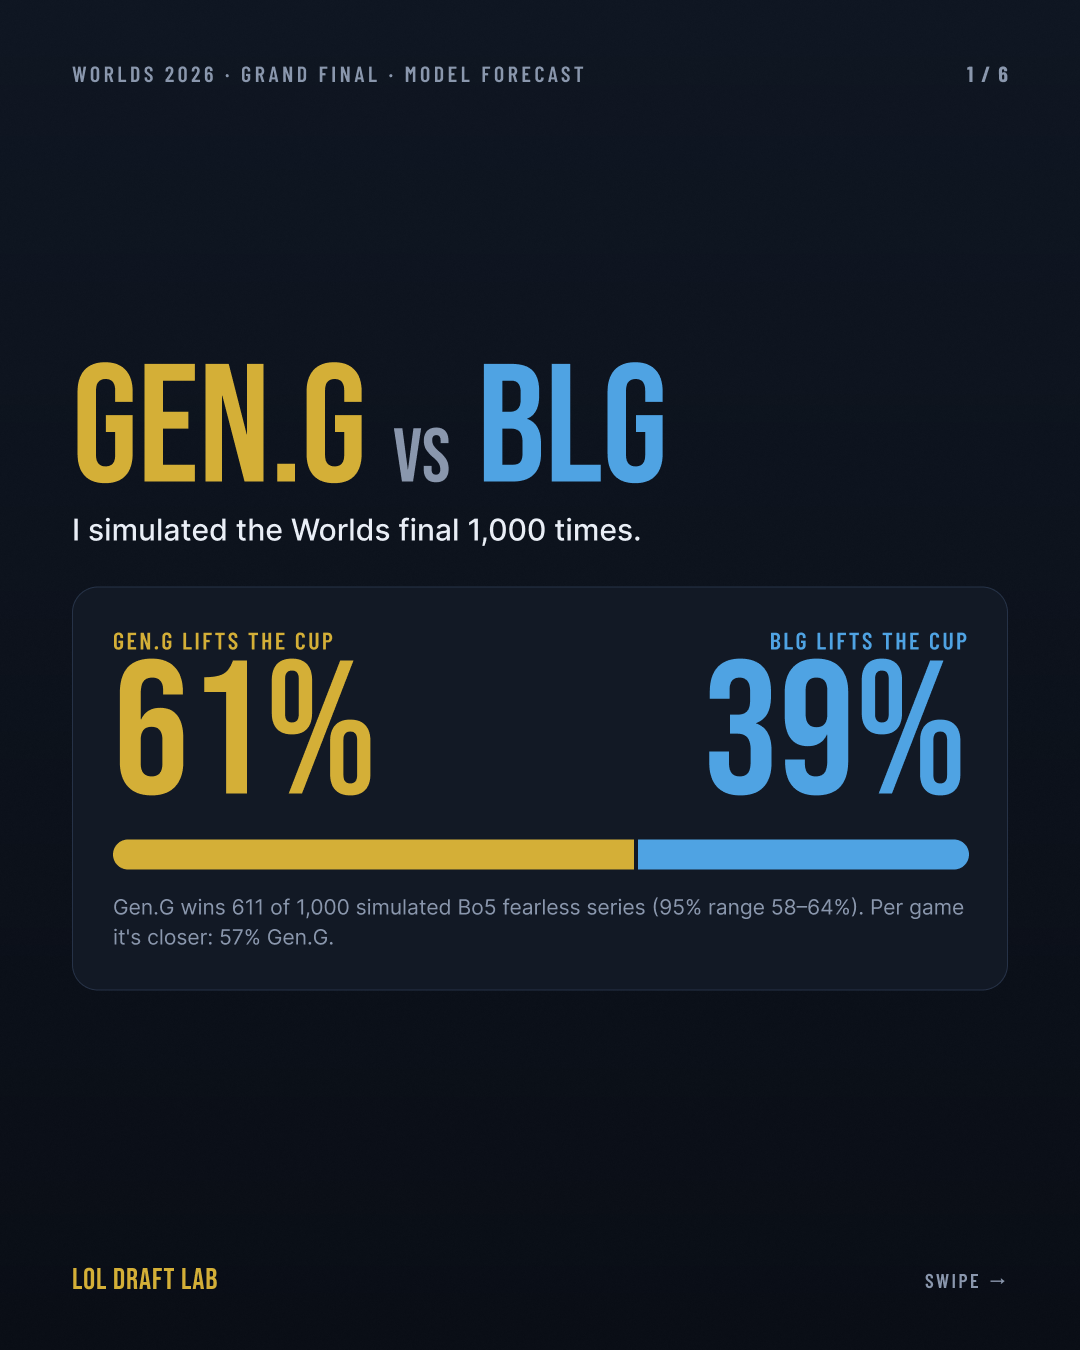 WORLDS 2026 · GRAND FINAL · MODEL FORECAST
1 / 6
GEN.G VS BLG
I simulated the Worlds final 1,000 times.
GEN.G LIFTS THE CUP
61%
BLG LIFTS THE CUP
39%
Gen.G wins 611 of 1,000 simulated Bo5 fearless series (95% range 58–64%). Per game
it's closer: 57% Gen.G.
LOL DRAFT LAB
SWIPE →